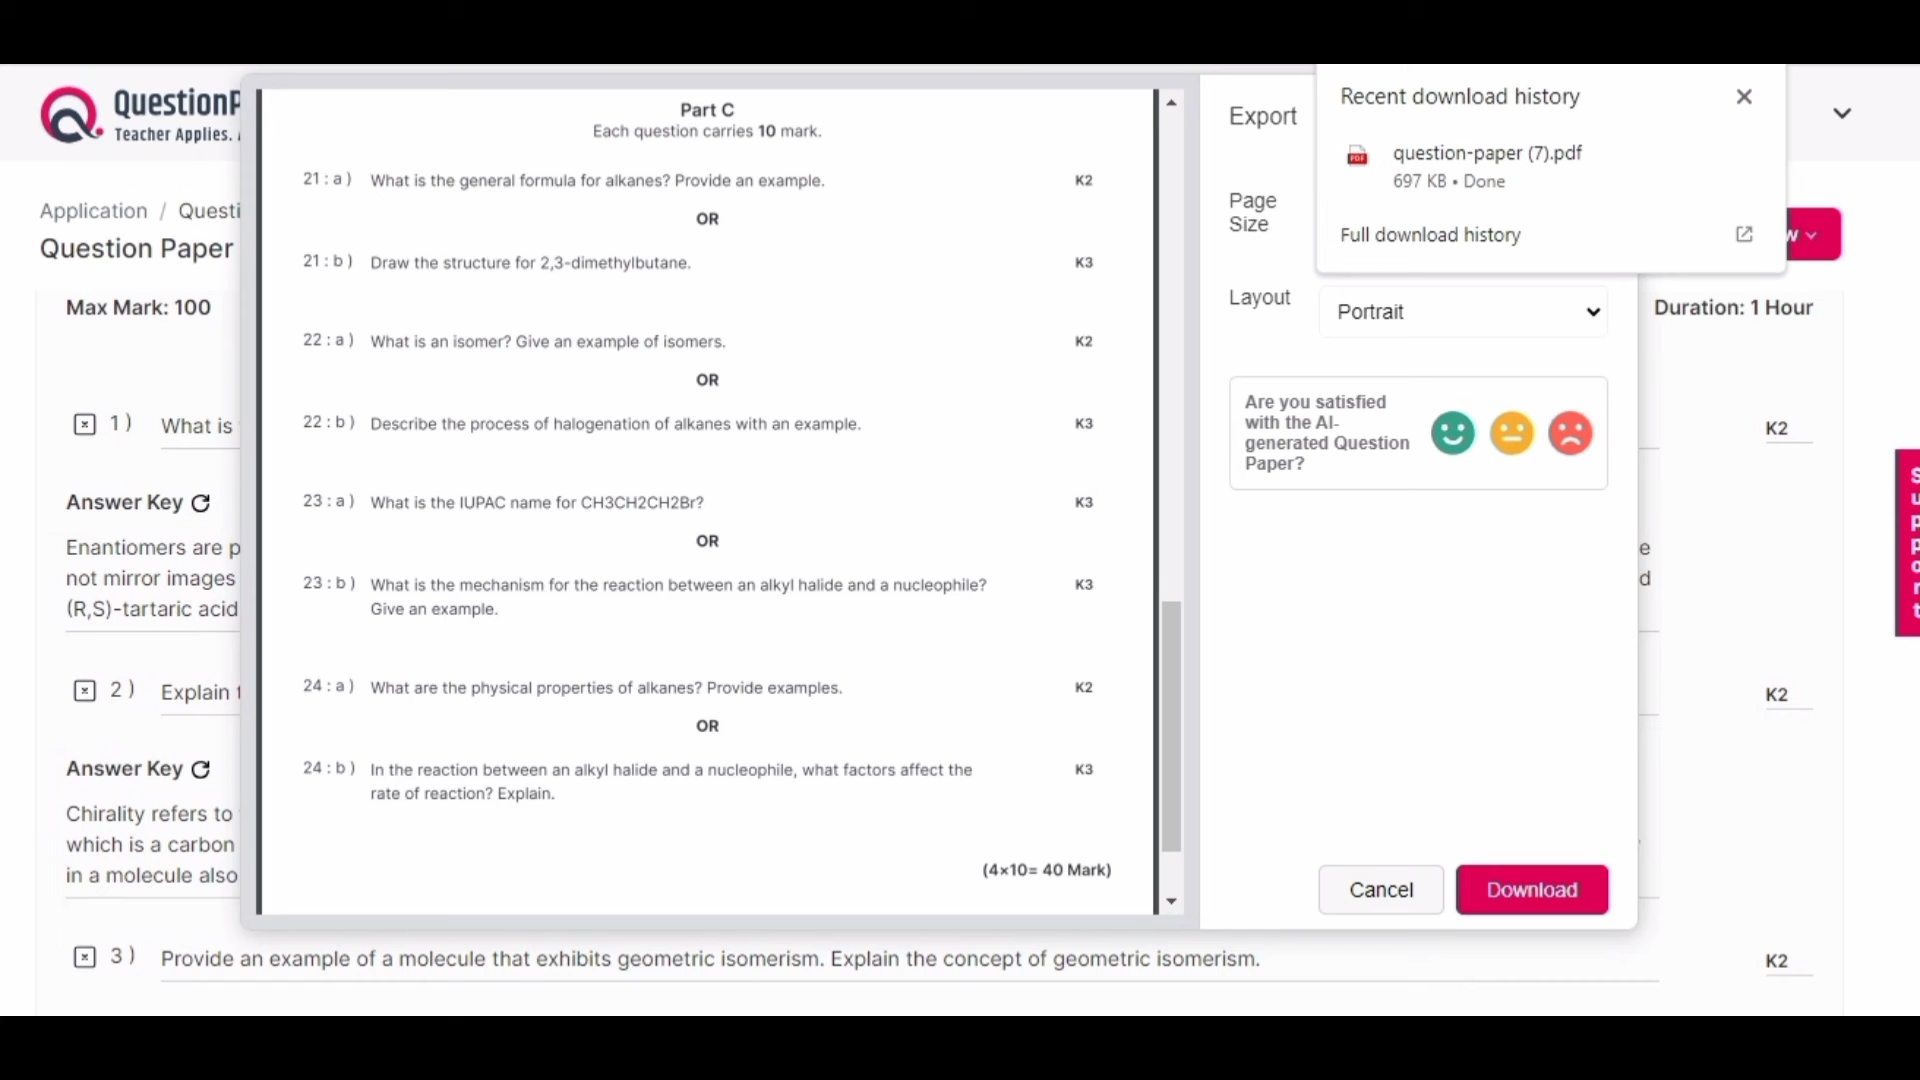 QuestionP
Teacher Applies.
Application / Questi
Question Paper
Max Mark: 100
Duration: 1 Hour
1) What is
K2
Answer Key
Enantiomers are p
not mirror images
(R,S)-tartaric acid
2) Explain
K2
Answer Key
Chirality refers to
which is a carbon
in a molecule also
3) Provide an example of a molecule that exhibits geometric isomerism. Explain the concept of geometric isomerism.
K2
Part C
Each question carries 10 mark.
21 : a ) What is the general formula for alkanes? Provide an example. K2
OR
21 : b ) Draw the structure for 2,3-dimethylbutane. K3
22 : a ) What is an isomer? Give an example of isomers. K2
OR
22 : b ) Describe the process of halogenation of alkanes with an example. K3
23 : a ) What is the IUPAC name for CH3CH2CH2Br? K3
OR
23 : b ) What is the mechanism for the reaction between an alkyl halide and a nucleophile? K3
Give an example.
24 : a ) What are the physical properties of alkanes? Provide examples. K2
OR
24 : b ) In the reaction between an alkyl halide and a nucleophile, what factors affect the K3
rate of reaction? Explain.
(4×10= 40 Mark)
Export
Page
Size
Layout
Portrait
Are you satisfied
with the AI-
generated Question
Paper?
Cancel
Download
Recent download history
question-paper (7).pdf
697 KB • Done
Full download history